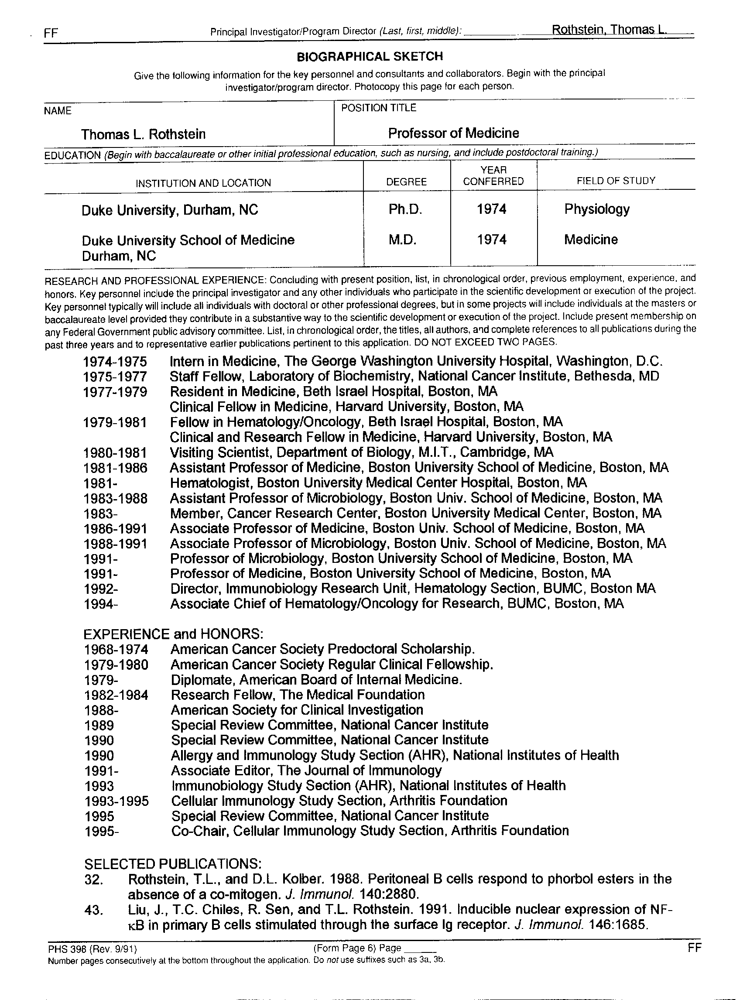 FF Principal Investigator/Program Director (Last, first, middle): Rothstein, Thomas L.
BIOGRAPHICAL SKETCH
Give the following information for the key personnel and consultants and collaborators. Begin with the principal
investigator/program director. Photocopy this page for each person.
NAME POSITION TITLE
Thomas L. Rothstein Professor of Medicine
EDUCATION (Begin with baccalaureate or other initial professional education, such as nursing, and include postdoctoral training.)
INSTITUTION AND LOCATION DEGREE YEAR CONFERRED FIELD OF STUDY
Duke University, Durham, NC Ph.D. 1974 Physiology
Duke University School of Medicine M.D. 1974 Medicine
Durham, NC
RESEARCH AND PROFESSIONAL EXPERIENCE: Concluding with present position, list, in chronological order, previous employment, experience, and
honors. Key personnel include the principal investigator and any other individuals who participate in the scientific development or execution of the project.
Key personnel typically will include all individuals with doctoral or other professional degrees, but in some projects will include individuals at the masters or
baccalaureate level provided they contribute in a substantive way to the scientific development or execution of the project. Include present membership on
any Federal Government public advisory committee. List, in chronological order, the titles, all authors, and complete references to all publications during the
past three years and to representative earlier publications pertinent to this application. DO NOT EXCEED TWO PAGES.
1974-1975 Intern in Medicine, The George Washington University Hospital, Washington, D.C.
1975-1977 Staff Fellow, Laboratory of Biochemistry, National Cancer Institute, Bethesda, MD
1977-1979 Resident in Medicine, Beth Israel Hospital, Boston, MA
Clinical Fellow in Medicine, Harvard University, Boston, MA
1979-1981 Fellow in Hematology/Oncology, Beth Israel Hospital, Boston, MA
Clinical and Research Fellow in Medicine, Harvard University, Boston, MA
1980-1981 Visiting Scientist, Department of Biology, M.I.T., Cambridge, MA
1981-1986 Assistant Professor of Medicine, Boston University School of Medicine, Boston, MA
1981- Hematologist, Boston University Medical Center Hospital, Boston, MA
1983-1988 Assistant Professor of Microbiology, Boston Univ. School of Medicine, Boston, MA
1983- Member, Cancer Research Center, Boston University Medical Center, Boston, MA
1986-1991 Associate Professor of Medicine, Boston Univ. School of Medicine, Boston, MA
1988-1991 Associate Professor of Microbiology, Boston Univ. School of Medicine, Boston, MA
1991- Professor of Microbiology, Boston University School of Medicine, Boston, MA
1991- Professor of Medicine, Boston University School of Medicine, Boston, MA
1992- Director, Immunobiology Research Unit, Hematology Section, BUMC, Boston MA
1994- Associate Chief of Hematology/Oncology for Research, BUMC, Boston, MA
EXPERIENCE and HONORS:
1968-1974 American Cancer Society Predoctoral Scholarship.
1979-1980 American Cancer Society Regular Clinical Fellowship.
1979- Diplomate, American Board of Internal Medicine.
1982-1984 Research Fellow, The Medical Foundation
1988- American Society for Clinical Investigation
1989 Special Review Committee, National Cancer Institute
1990 Special Review Committee, National Cancer Institute
1990 Allergy and Immunology Study Section (AHR), National Institutes of Health
1991- Associate Editor, The Journal of Immunology
1993 Immunobiology Study Section (AHR), National Institutes of Health
1993-1995 Cellular Immunology Study Section, Arthritis Foundation
1995 Special Review Committee, National Cancer Institute
1995- Co-Chair, Cellular Immunology Study Section, Arthritis Foundation
SELECTED PUBLICATIONS:
32. Rothstein, T.L., and D.L. Kolber. 1988. Peritoneal B cells respond to phorbol esters in the
absence of a co-mitogen. J. Immunol. 140:2880.
43. Liu, J., T.C. Chiles, R. Sen, and T.L. Rothstein. 1991. Inducible nuclear expression of NF-
κB in primary B cells stimulated through the surface Ig receptor. J. Immunol. 146:1685.
PHS 398 (Rev. 9/91) (Form Page 6) Page ______ FF
Number pages consecutively at the bottom throughout the application. Do not use suffixes such as 3a, 3b.